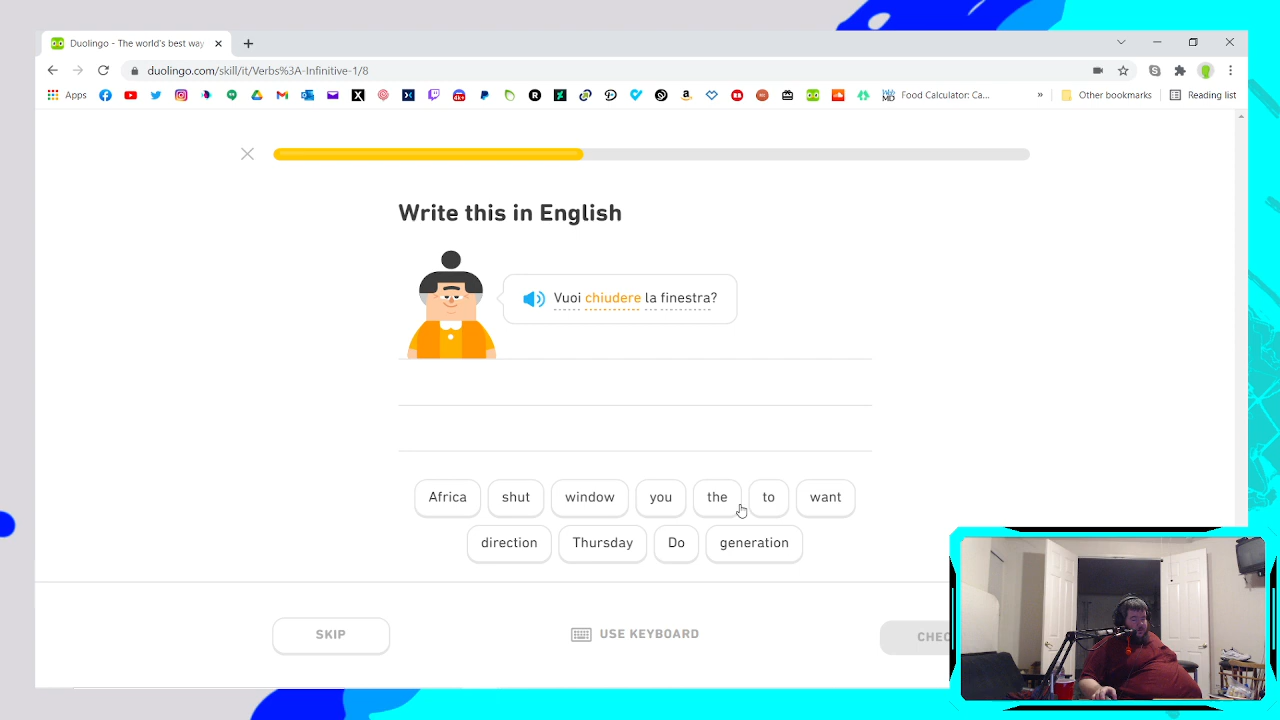 Duolingo - The world's best way
duolingo.com/skill/it/Verbs%3A-Infinitive-1/8
Apps
Food Calculator: Ca...
»
Other bookmarks
Reading list
Write this in English
Vuoi chiudere la finestra?
Africa shut window you the to want
direction Thursday Do generation
SKIP
USE KEYBOARD
CHEC